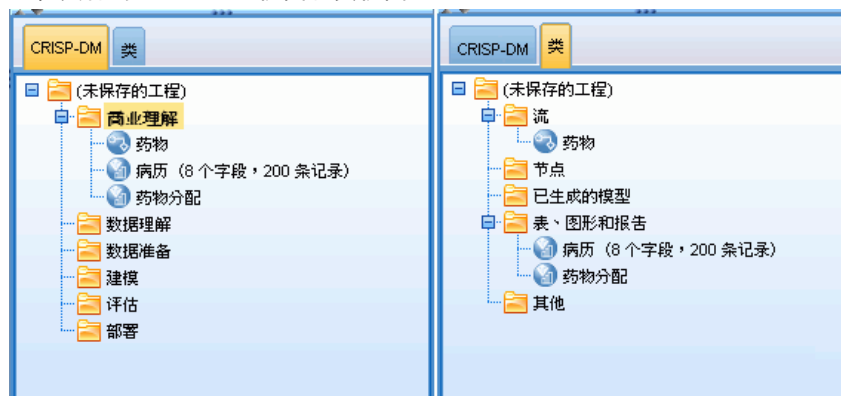 CRISP-DM 类
(未保存的工程)
商业理解
药物
病历 (8 个字段，200 条记录)
药物分配
数据理解
数据准备
建模
评估
部署
CRISP-DM 类
(未保存的工程)
流
药物
节点
已生成的模型
表、图形和报告
病历 (8 个字段，200 条记录)
药物分配
其他